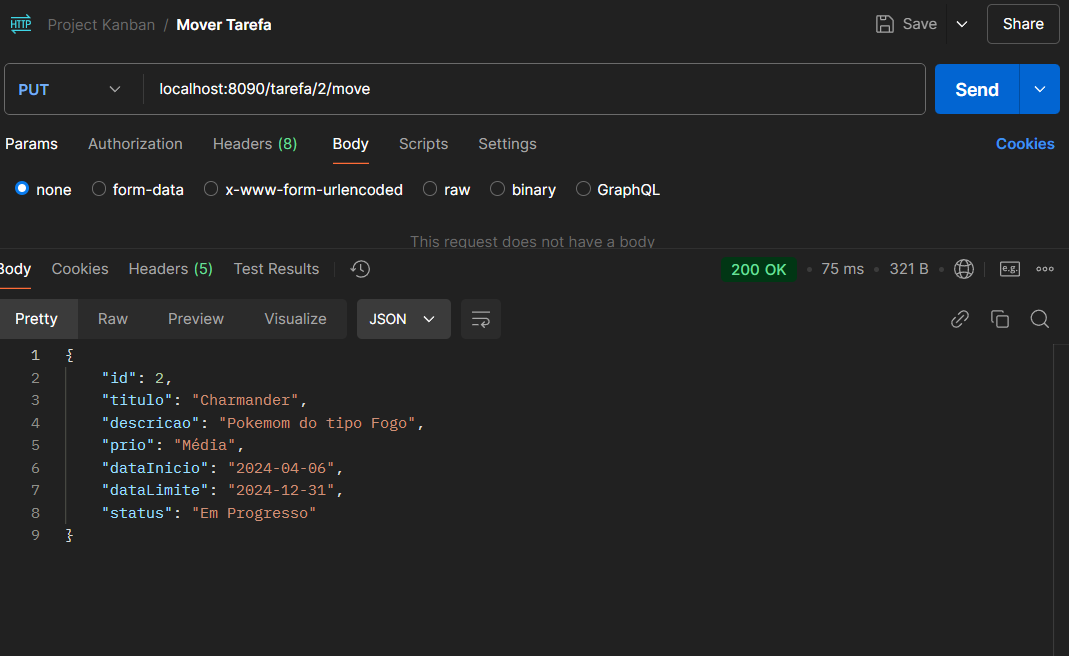 HTTP Project Kanban / Mover Tarefa Save Share
PUT localhost:8090/tarefa/2/move Send
Params Authorization Headers (8) Body Scripts Settings Cookies
none form-data x-www-form-urlencoded raw binary GraphQL
This request does not have a body
Body Cookies Headers (5) Test Results 200 OK • 75 ms • 321 B • e.g.
Pretty Raw Preview Visualize JSON
1 {
2 "id": 2,
3 "titulo": "Charmander",
4 "descricao": "Pokemom do tipo Fogo",
5 "prio": "Média",
6 "dataInicio": "2024-04-06",
7 "dataLimite": "2024-12-31",
8 "status": "Em Progresso"
9 }